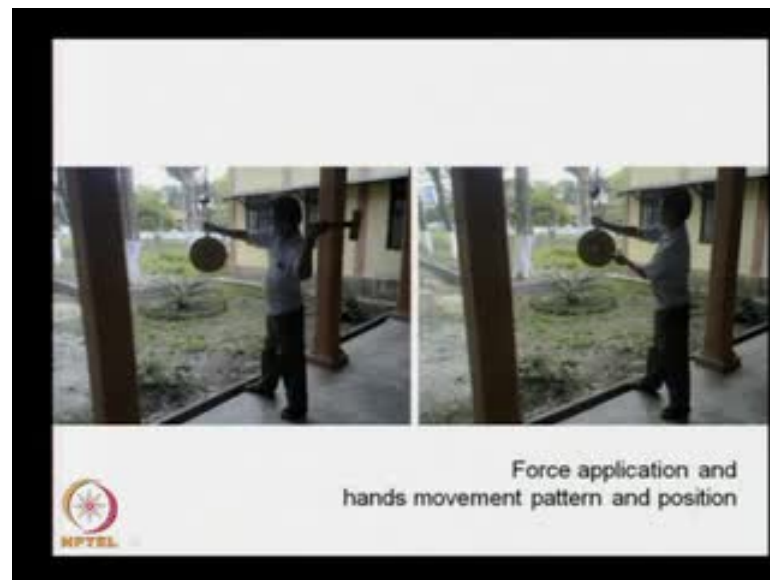 Force application and
hands movement pattern and position
NPTEL